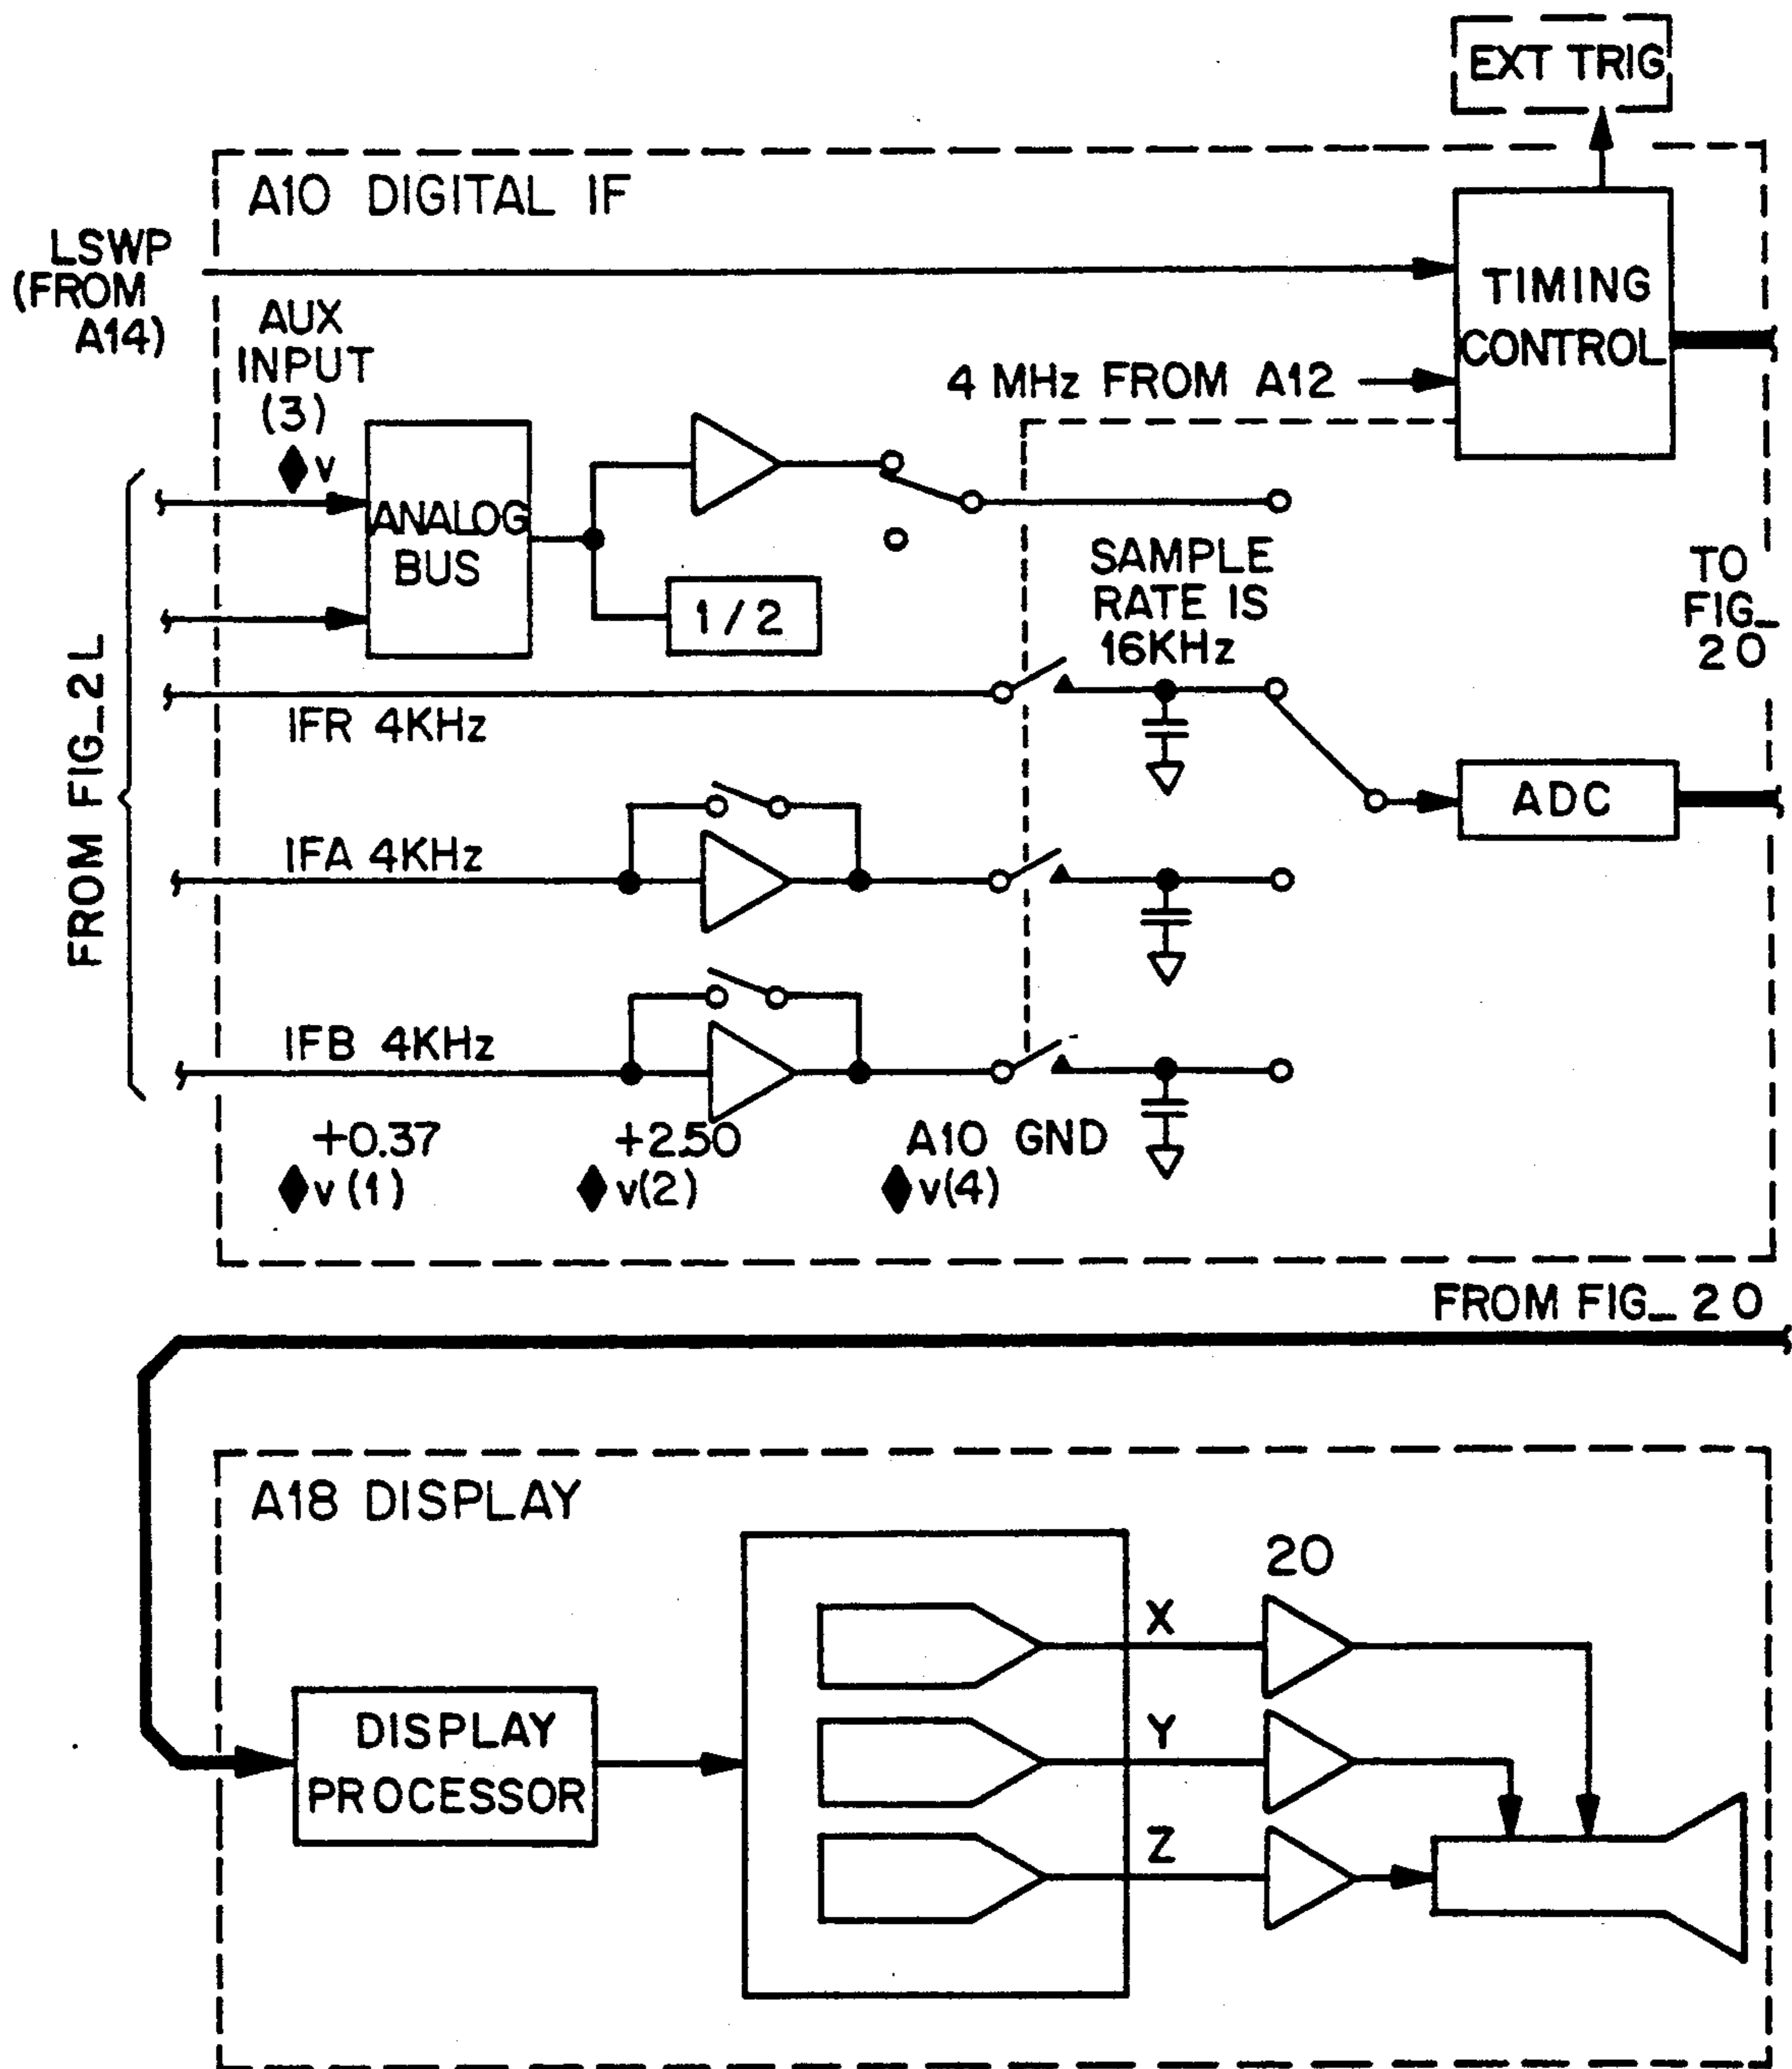 EXT TRIG
A10 DIGITAL IF
LSWP
(FROM
A14)
TIMING
CONTROL
AUX
INPUT
(3)
v
4 MHz FROM A12
ANALOG
BUS
1/2
SAMPLE
RATE IS
16KHz
TO
FIG_
20
FROM FIG_2L
IFR 4KHz
ADC
IFA 4KHz
IFB 4KHz
+0.37
v(1)
+2.50
v(2)
A10 GND
v(4)
FROM FIG_ 20
A18 DISPLAY
20
X
DISPLAY
PROCESSOR
Y
Z